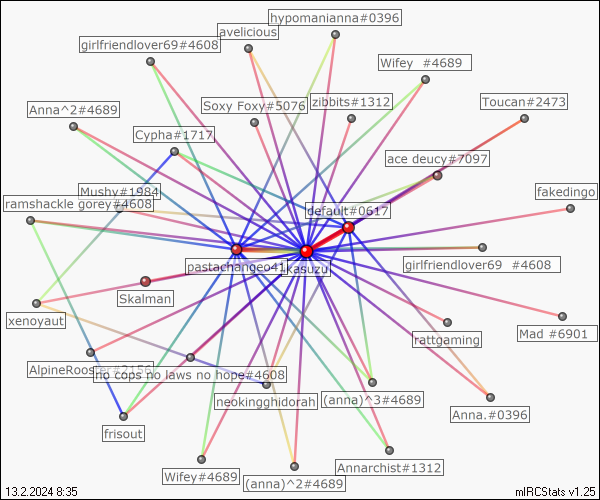 hypomanianna#0396
avelicious
girlfriendlover69#4608
Wifey #4689
Soxy Foxy#5076
zibbits#1312
Toucan#2473
Anna^2#4689
Cypha#1717
ace deucy#7097
Mushy#1984
fakedingo
ramshackle gorey#4608
default#0617
pastachangeo41
kasuzu
girlfriendlover69 #4608
Skalman
xenoyaut
Mad #6901
rattgaming
AlpineRooster#2156
no cops no laws no hope#4608
neokingghidorah
(anna)^3#4689
Anna.#0396
frisout
Annarchist#1312
Wifey#4689
(anna)^2#4689
13.2.2024 8:35
mIRCStats v1.25